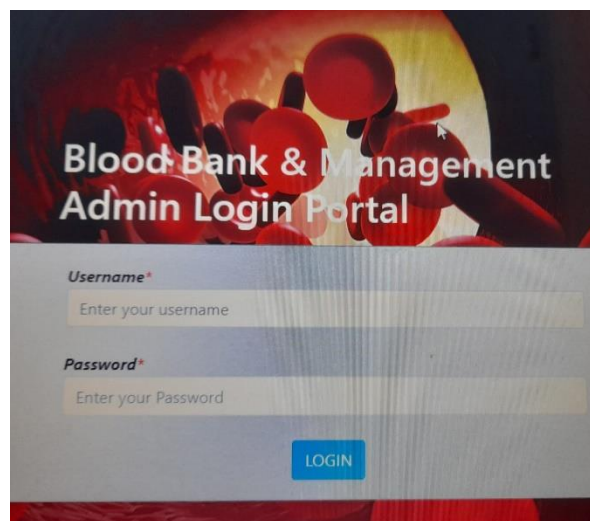 Blood Bank & Management
Admin Login Portal
Username*
Enter your username
Password*
Enter your Password
LOGIN